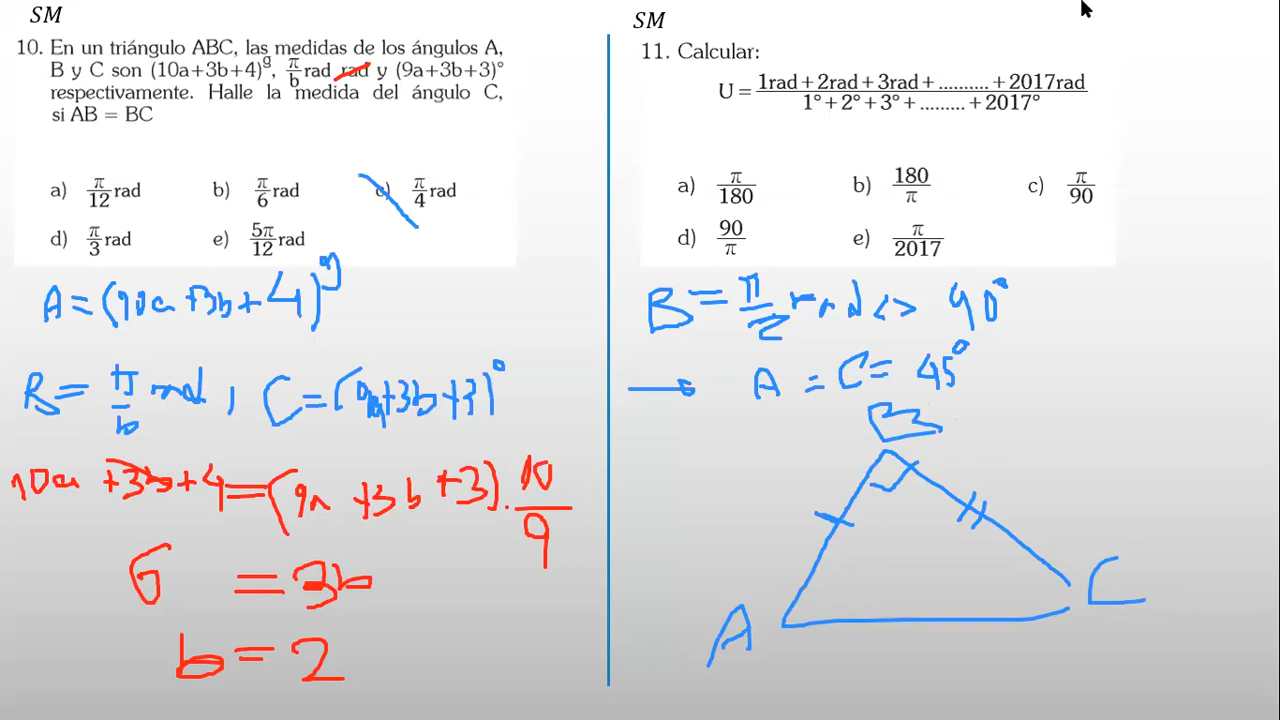 SM
10. En un triángulo ABC, las medidas de los ángulos A,
B y C son (10a+3b+4)ᵍ, π/b rad rad y (9a+3b+3)°
respectivamente. Halle la medida del ángulo C,
si AB = BC
a) π/12 rad b) π/6 rad c) π/4 rad
d) π/3 rad e) 5π/12 rad
A = (10a+3b+4)ᵍ
B = π/b rad ; C = (9a+3b+3)°
10a+3b+4 = (9a+3b+3).10/9
6 = 3b
b = 2
SM
11. Calcular:
U = (1rad+2rad+3rad+..........+2017rad)/(1°+2°+3°+.........+2017°)
a) π/180 b) 180/π c) π/90
d) 90/π e) π/2017
B = π/2 rad <> 90°
→ A = C = 45°
B
A
C